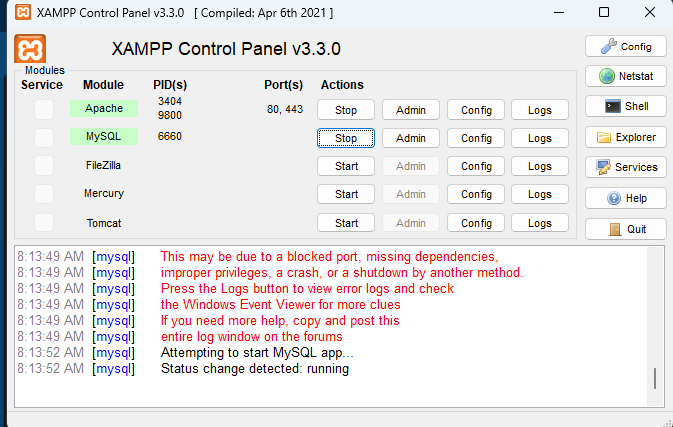 XAMPP Control Panel v3.3.0   [ Compiled: Apr 6th 2021 ]
XAMPP Control Panel v3.3.0
Config
Modules
Service Module PID(s) Port(s) Actions
Netstat
Apache 3404 80, 443 Stop Admin Config Logs
9800
Shell
MySQL 6660 Stop Admin Config Logs
Explorer
FileZilla Start Admin Config Logs
Services
Mercury Start Admin Config Logs
Help
Tomcat Start Admin Config Logs
Quit
8:13:49 AM [mysql] This may be due to a blocked port, missing dependencies,
8:13:49 AM [mysql] improper privileges, a crash, or a shutdown by another method.
8:13:49 AM [mysql] Press the Logs button to view error logs and check
8:13:49 AM [mysql] the Windows Event Viewer for more clues
8:13:49 AM [mysql] If you need more help, copy and post this
8:13:49 AM [mysql] entire log window on the forums
8:13:52 AM [mysql] Attempting to start MySQL app...
8:13:52 AM [mysql] Status change detected: running